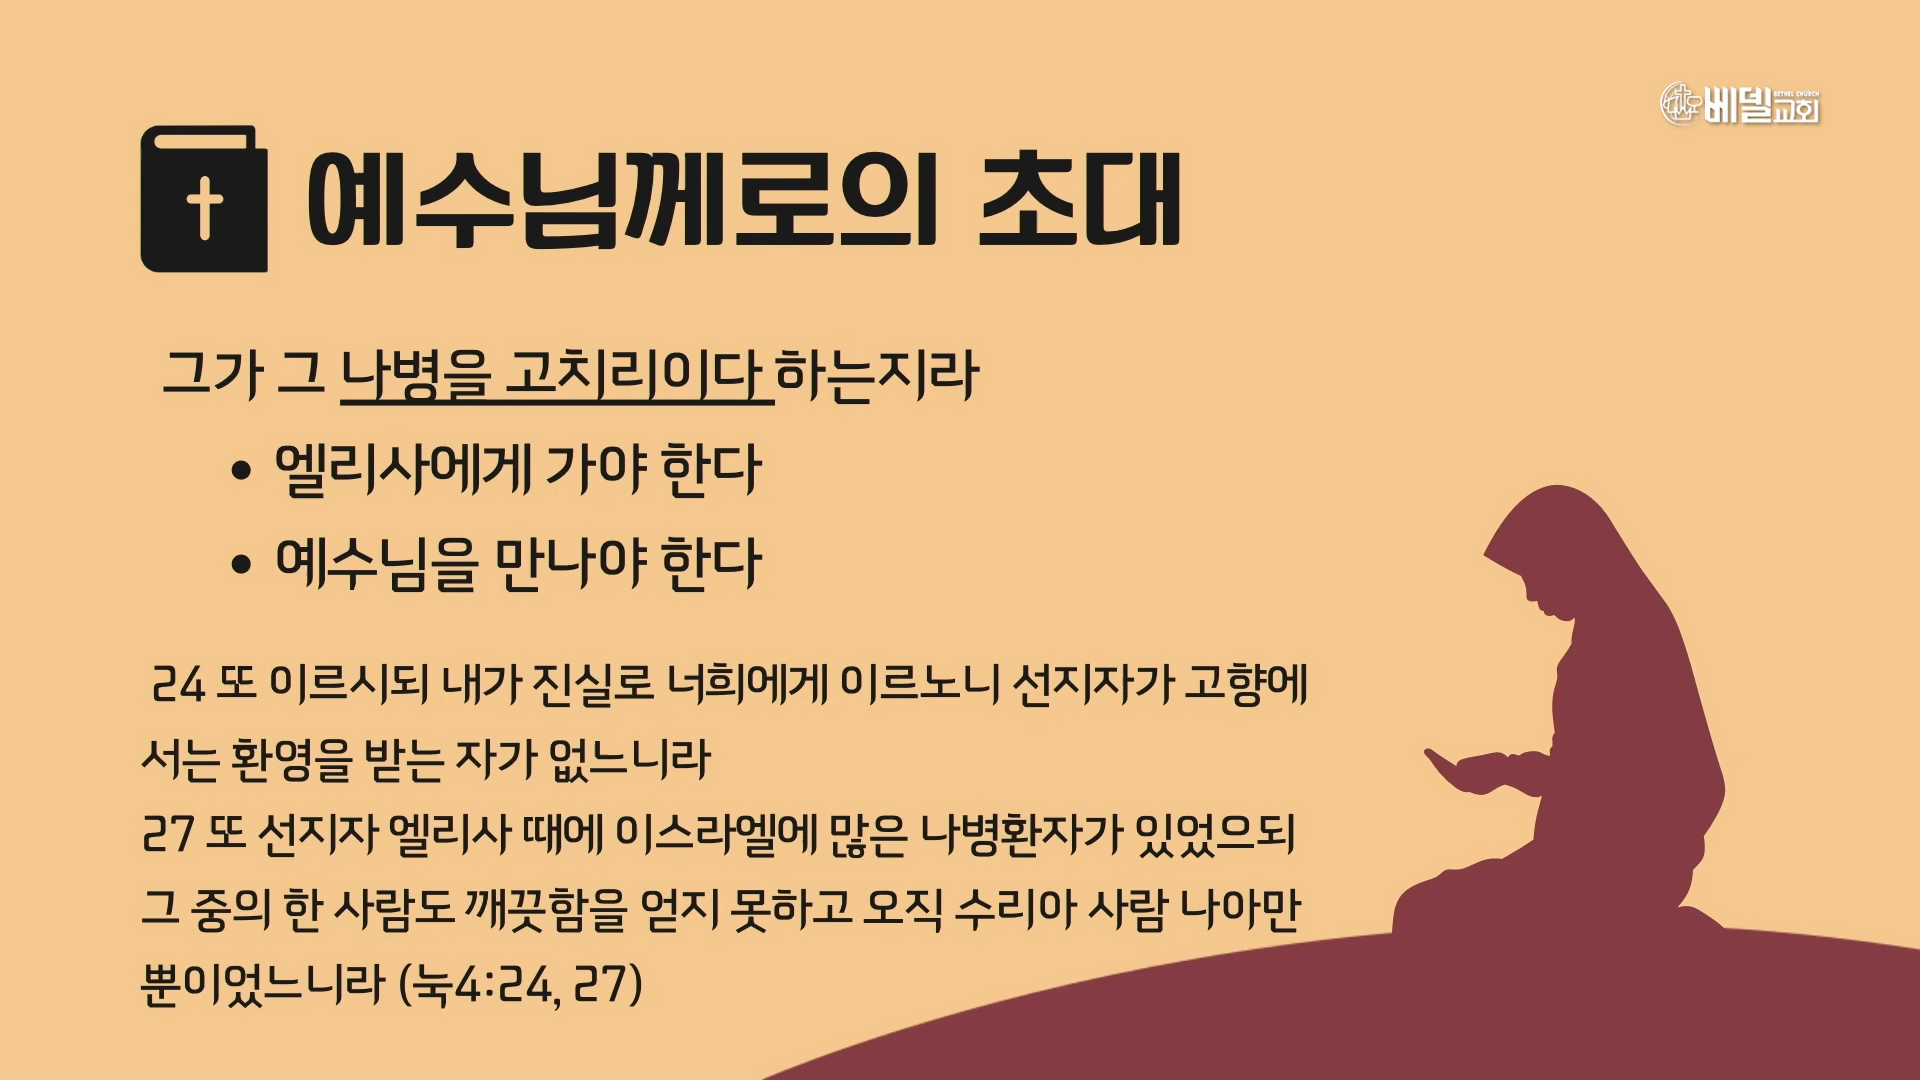 베델교회
BETHEL CHURCH
예수님께로의 초대
그가 그 나병을 고치리이다 하는지라
• 엘리사에게 가야 한다
• 예수님을 만나야 한다
24 또 이르시되 내가 진실로 너희에게 이르노니 선지자가 고향에
서는 환영을 받는 자가 없느니라
27 또 선지자 엘리사 때에 이스라엘에 많은 나병환자가 있었으되
그 중의 한 사람도 깨끗함을 얻지 못하고 오직 수리아 사람 나아만
뿐이었느니라 (눅4:24, 27)